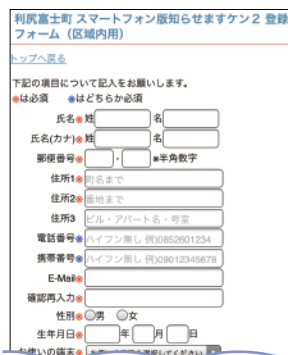 利尻富士町 スマートフォン版知らせますケン2 登録
フォーム（区域内用）
トップへ戻る
下記の項目について記入をお願いします。
※は必須 ※はどちらか必須
氏名※ 姓 名
氏名(カナ)※ 姓 名
郵便番号※ - ※半角数字
住所1※ 町名まで
住所2※ 番地まで
住所3 ビル・アパート名・号室
電話番号※ ハイフン無し 例)0852601234
携帯番号※ ハイフン無し 例)09012345678
E-Mail※
確認再入力※
性別※ 男 女
生年月日※ 年 月 日
お使いの端末※